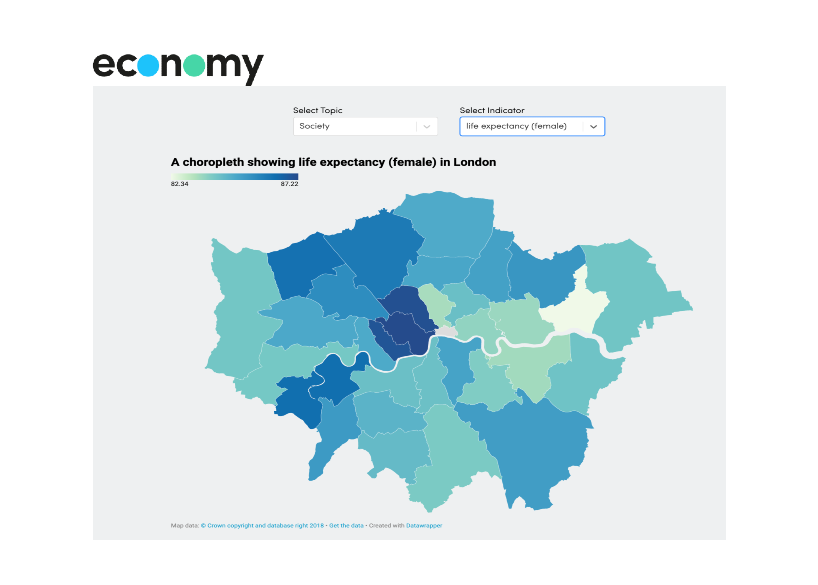 economy
Select Topic
Select Indicator
Society
life expectancy (female)
A choropleth showing life expectancy (female) in London
82.34
87.22
Map data: © Crown copyright and database right 2018 • Get the data • Created with Datawrapper